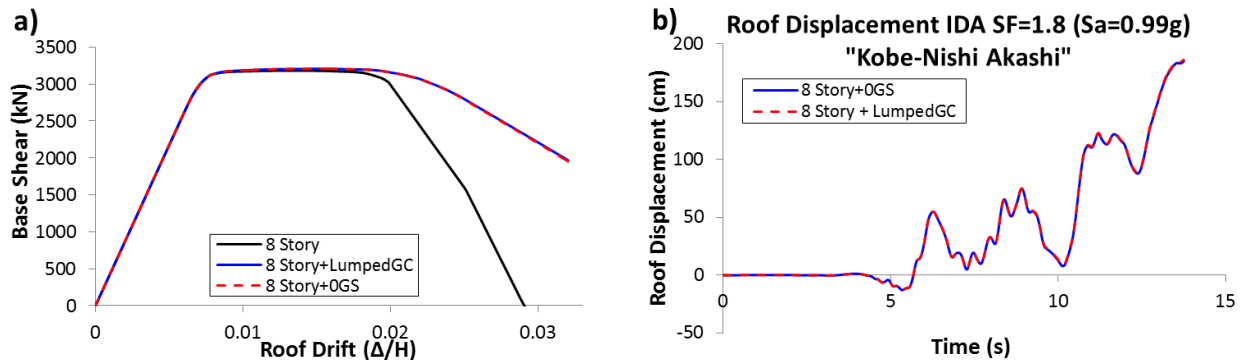 a)
3500
3000
2500
2000
1500
1000
500
0
Base Shear (kN)
8 Story
8 Story+LumpedGC
8 Story+0GS
0
0.01
0.02
0.03
Roof Drift (Δ/H)
b)
Roof Displacement IDA SF=1.8 (Sa=0.99g)
"Kobe-Nishi Akashi"
200
150
100
50
0
-50
Roof Displacement (cm)
8 Story+0GS
8 Story + LumpedGC
0
5
10
15
Time (s)